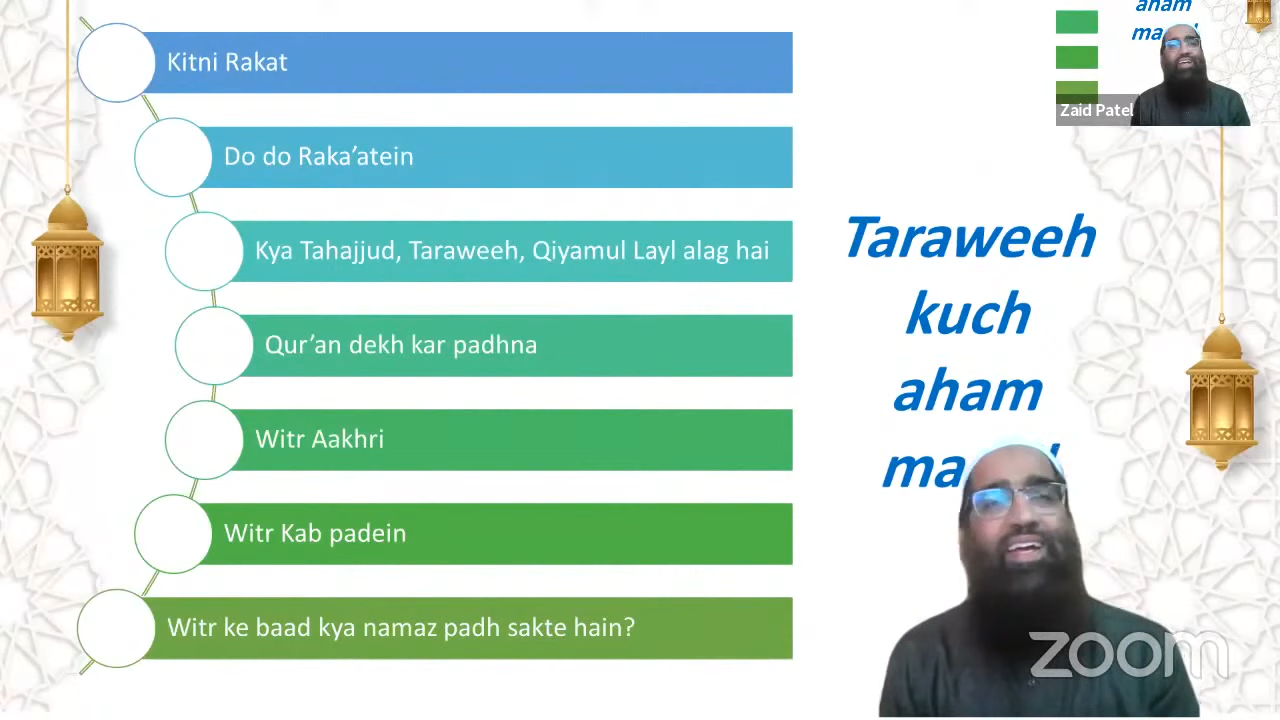 Kitni Rakat
Do do Raka’atein
Kya Tahajjud, Taraweeh, Qiyamul Layl alag hai
Qur’an dekh kar padhna
Witr Aakhri
Witr Kab padein
Witr ke baad kya namaz padh sakte hain?
Taraweeh
kuch
aham
aham
Zaid Patel
zoom